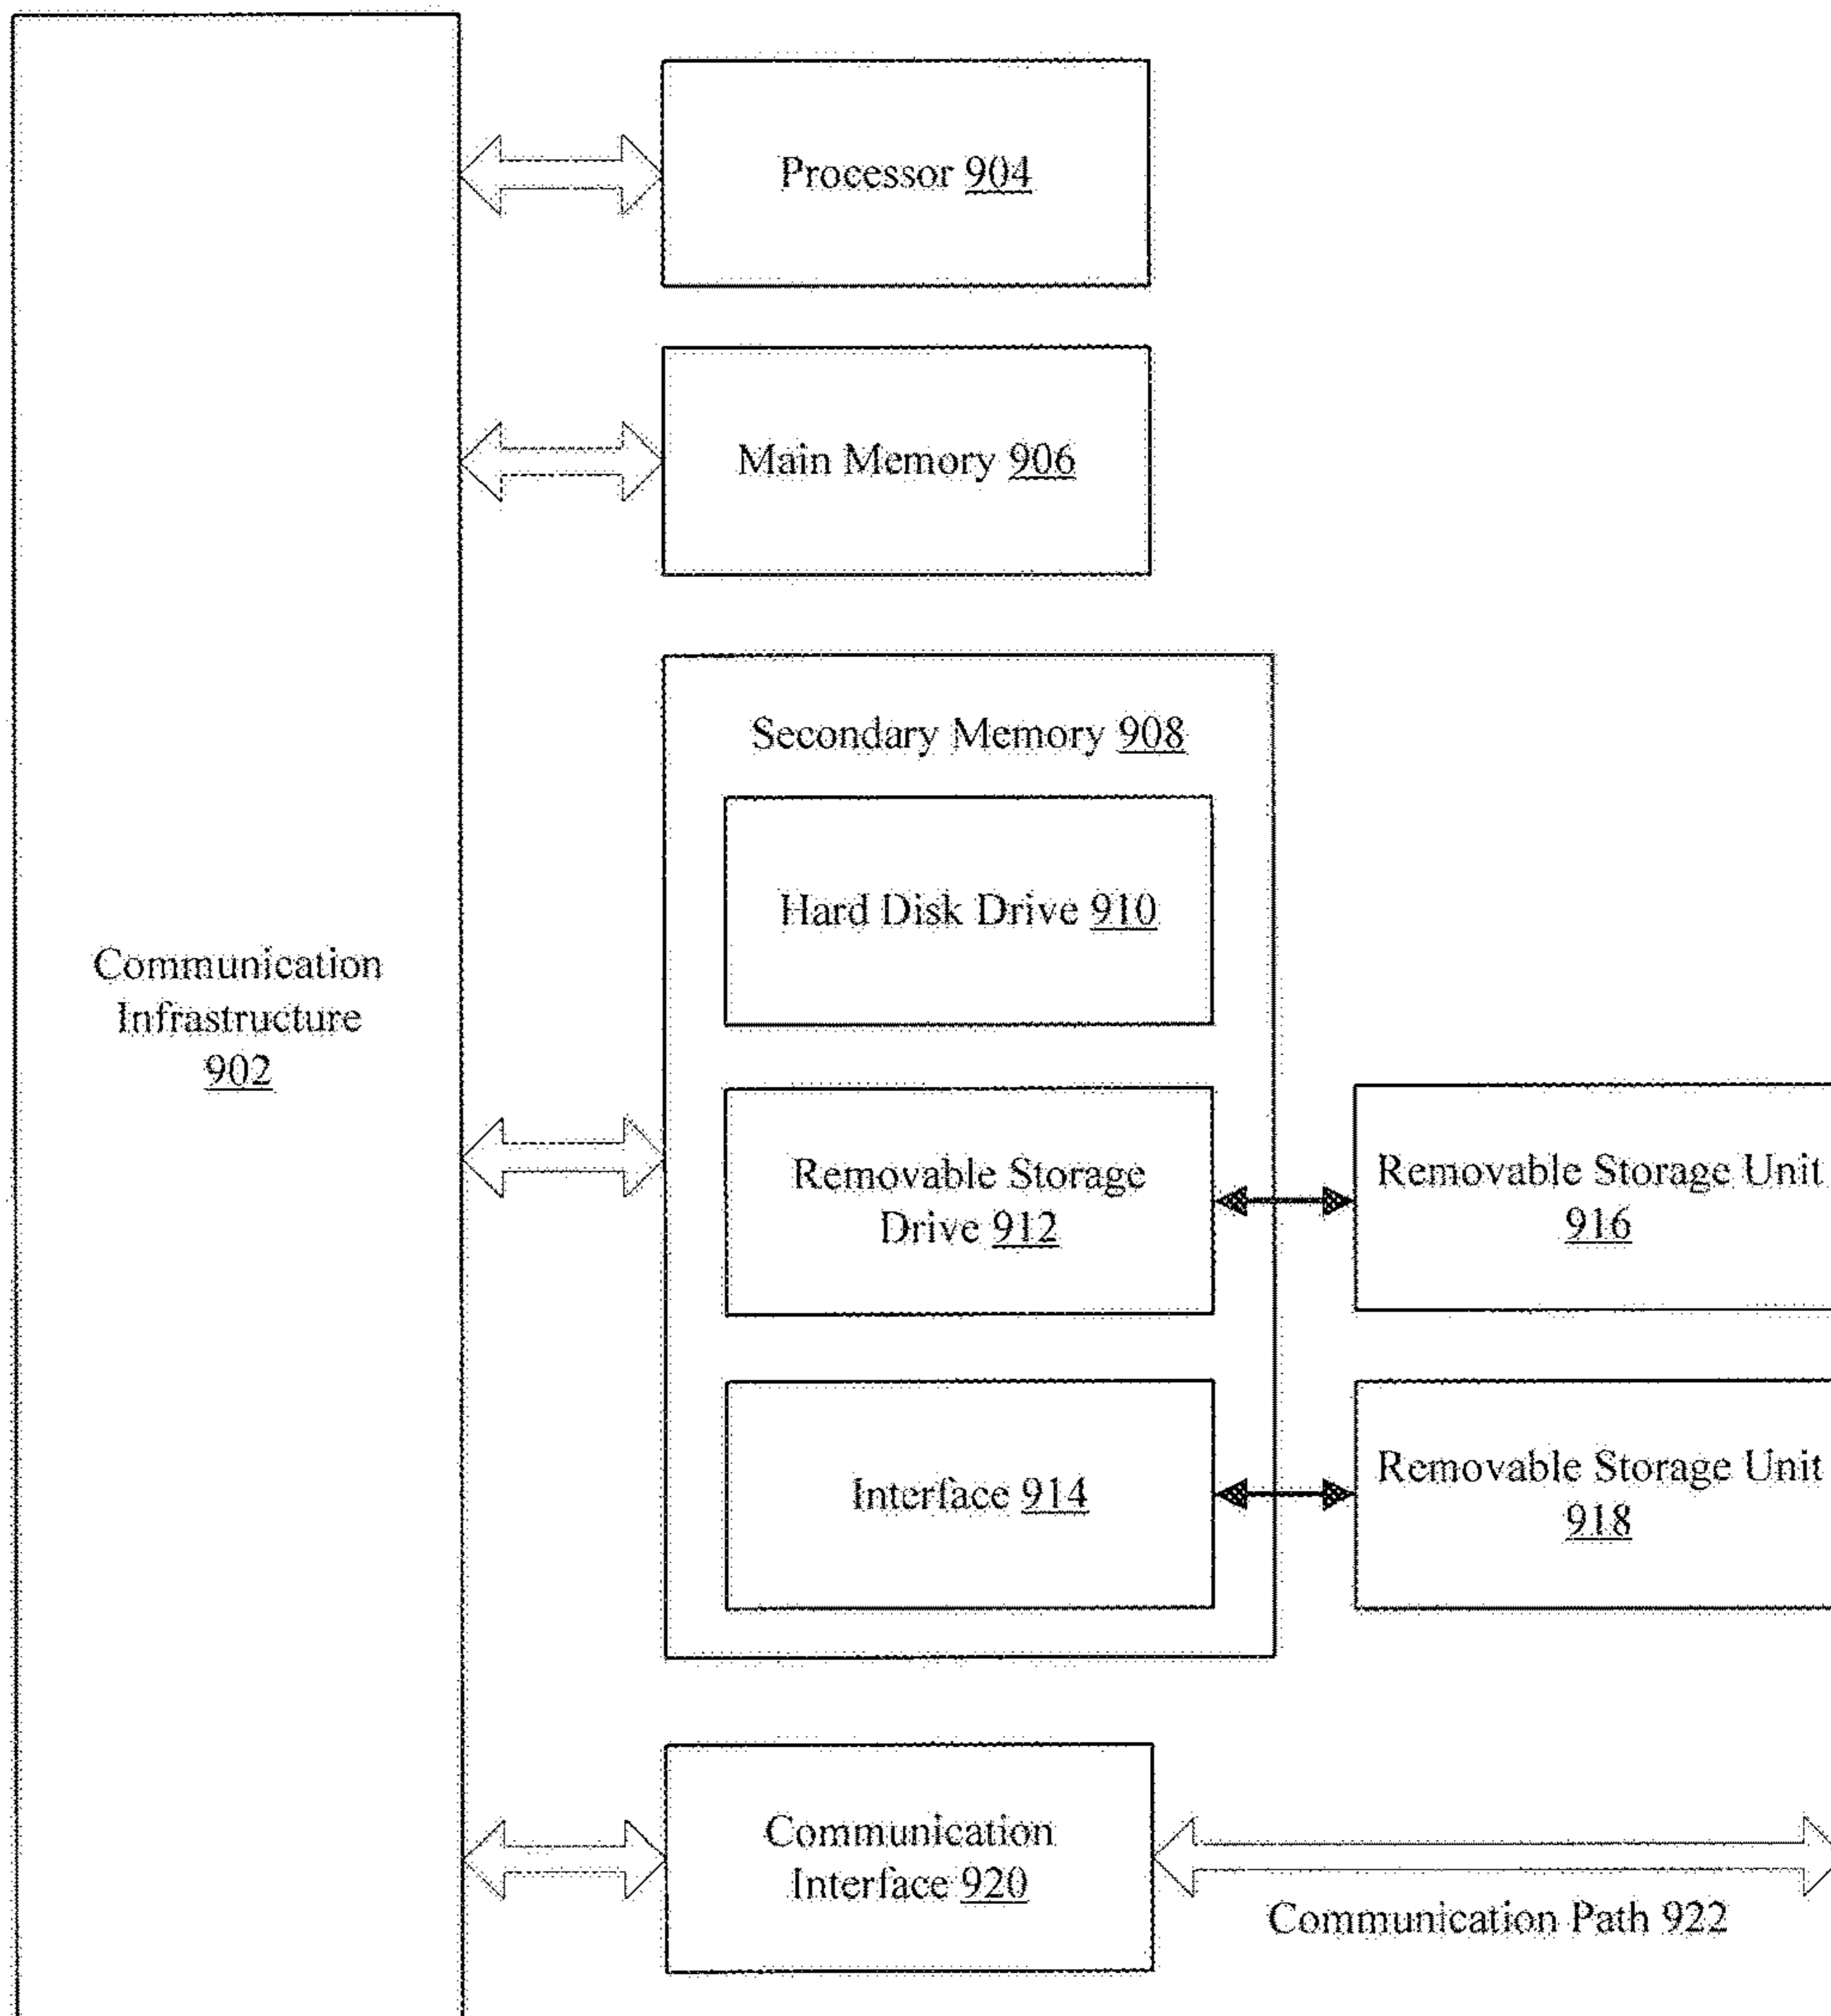 Processor 904
Main Memory 906
Secondary Memory 908
Hard Disk Drive 910
Communication
Infrastructure
902
Removable Storage
Drive 912
Removable Storage Unit
916
Interface 914
Removable Storage Unit
918
Communication
Interface 920
Communication Path 922